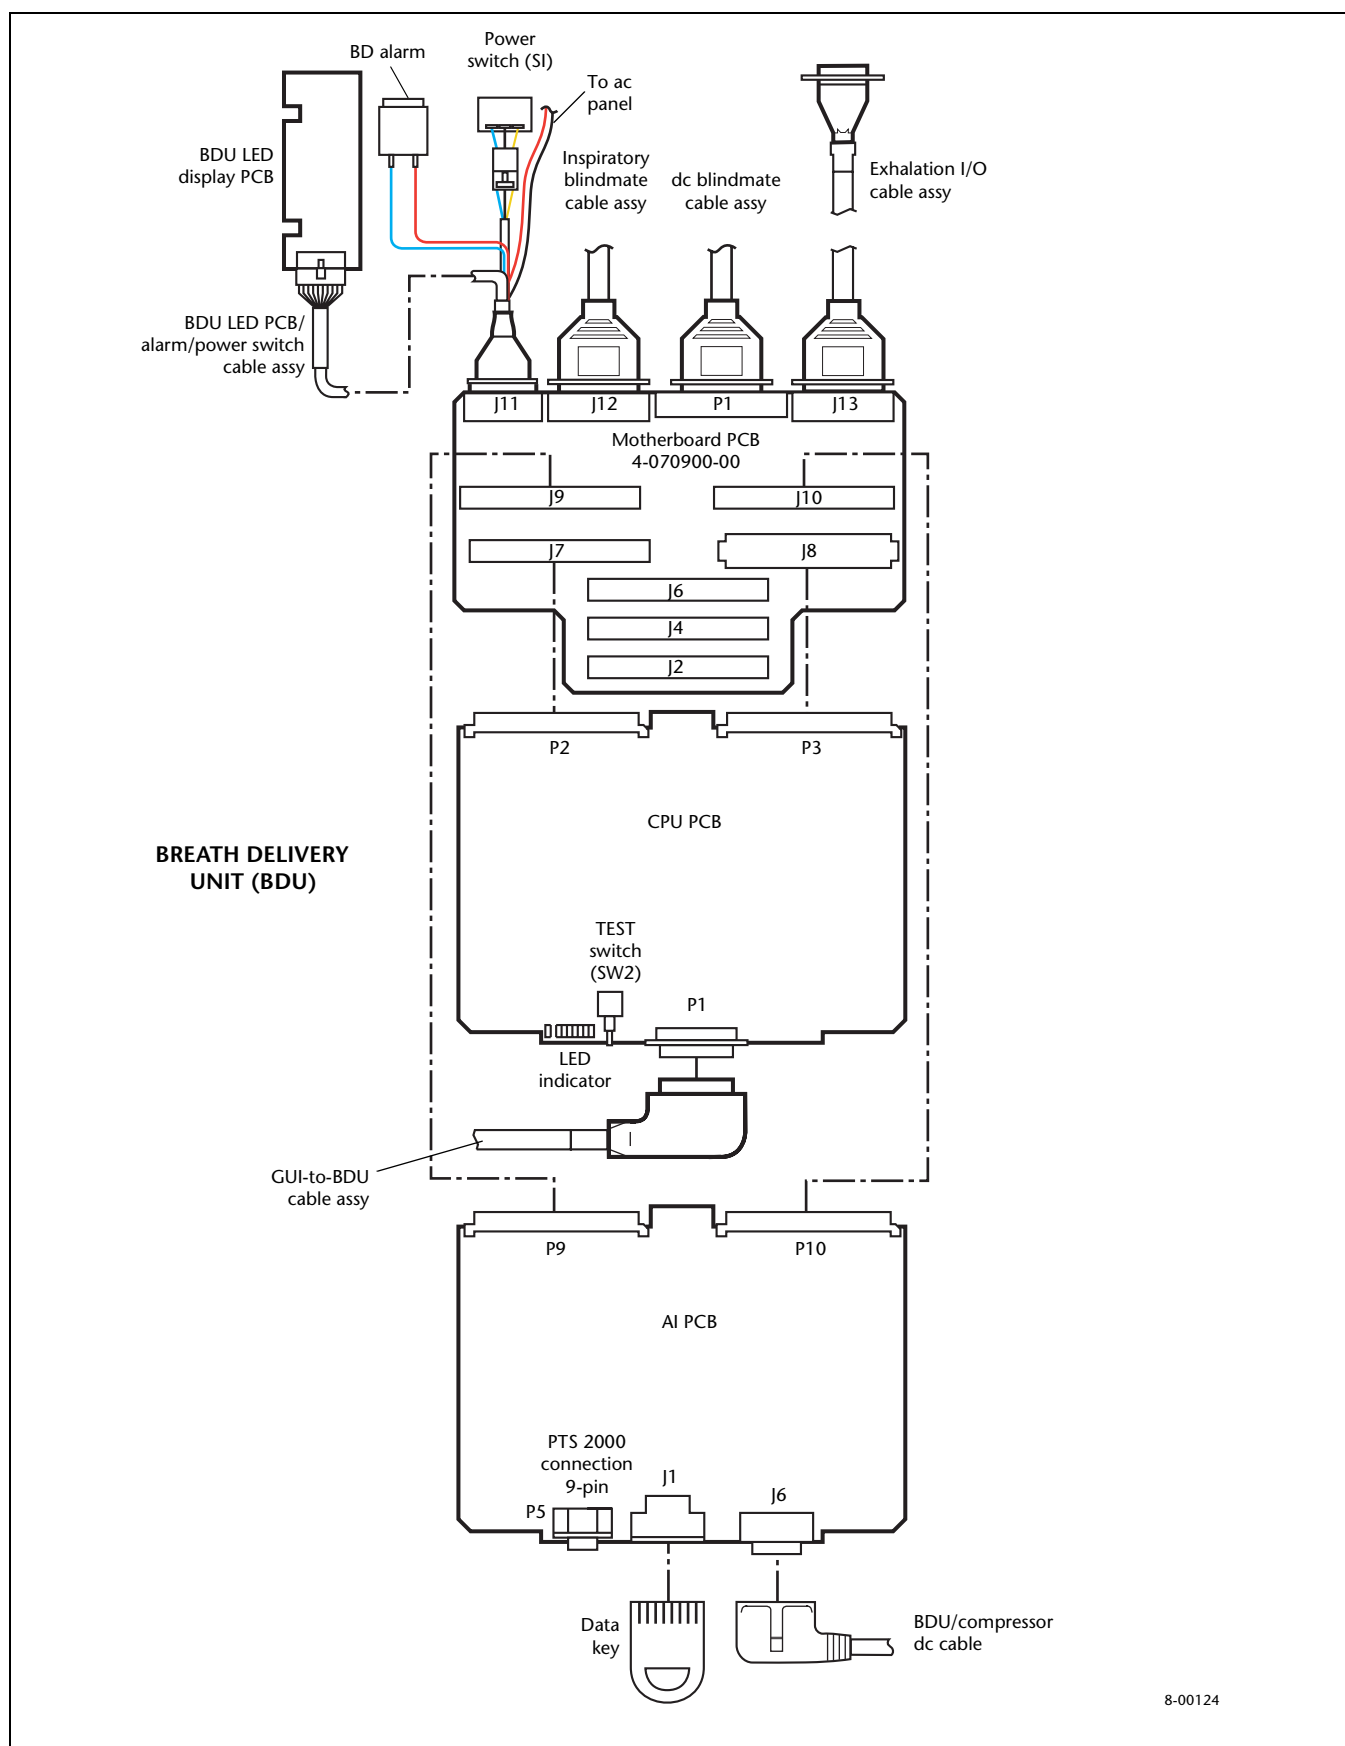 BD alarm
Power
switch (SI)
To ac
panel
BDU LED
display PCB
Inspiratory
blindmate
cable assy
dc blindmate
cable assy
Exhalation I/O
cable assy
BDU LED PCB/
alarm/power switch
cable assy
J11
J12
P1
J13
Motherboard PCB
4-070900-00
J9
J10
J7
J8
J6
J4
J2
P2
P3
CPU PCB
BREATH DELIVERY
UNIT (BDU)
TEST
switch
(SW2)
P1
LED
indicator
GUI-to-BDU
cable assy
P9
P10
AI PCB
PTS 2000
connection
9-pin
P5
J1
J6
Data
key
BDU/compressor
dc cable
8-00124